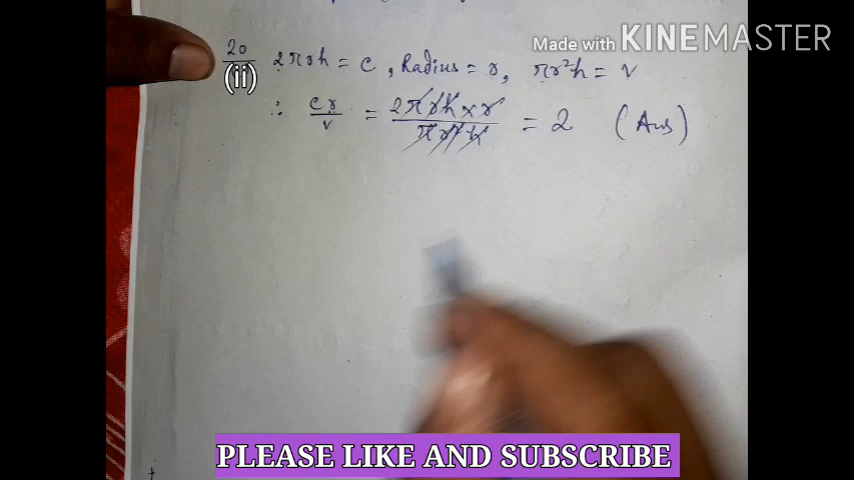 Made with KINEMASTER
20
(ii) 2πrh = c, Radius = r, πr²h = v
∴ cr/v = 2πrh×r/πr²h = 2 (Ans)
PLEASE LIKE AND SUBSCRIBE